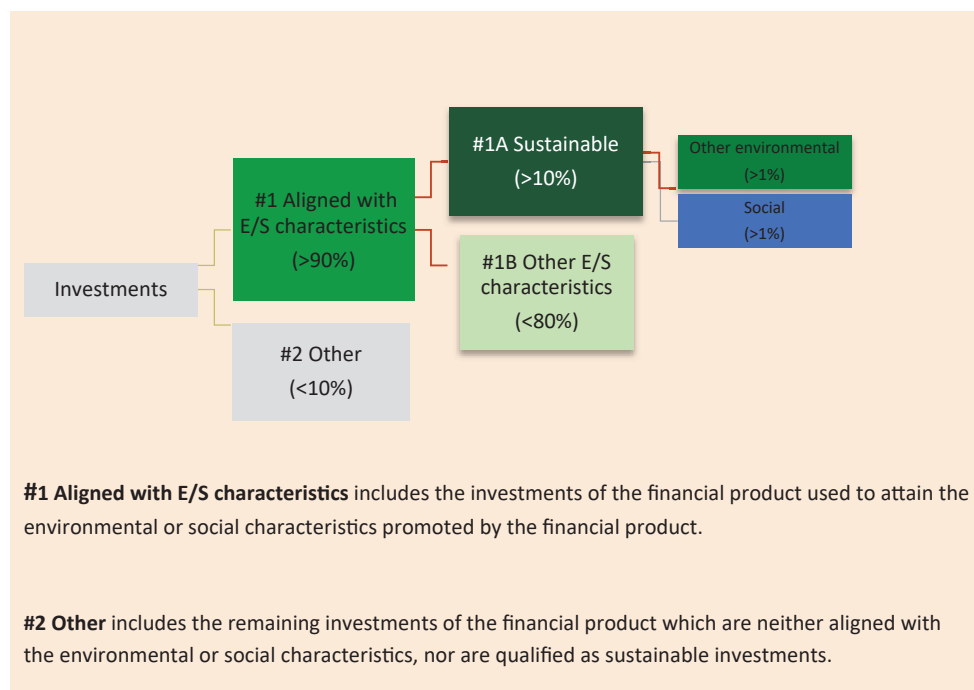 #1A Sustainable
(>10%)
Other environmental
(>1%)
Social
(>1%)
#1 Aligned with
E/S characteristics
(>90%)
#1B Other E/S
characteristics
(<80%)
Investments
#2 Other
(<10%)
#1 Aligned with E/S characteristics includes the investments of the financial product used to attain the
environmental or social characteristics promoted by the financial product.
#2 Other includes the remaining investments of the financial product which are neither aligned with
the environmental or social characteristics, nor are qualified as sustainable investments.